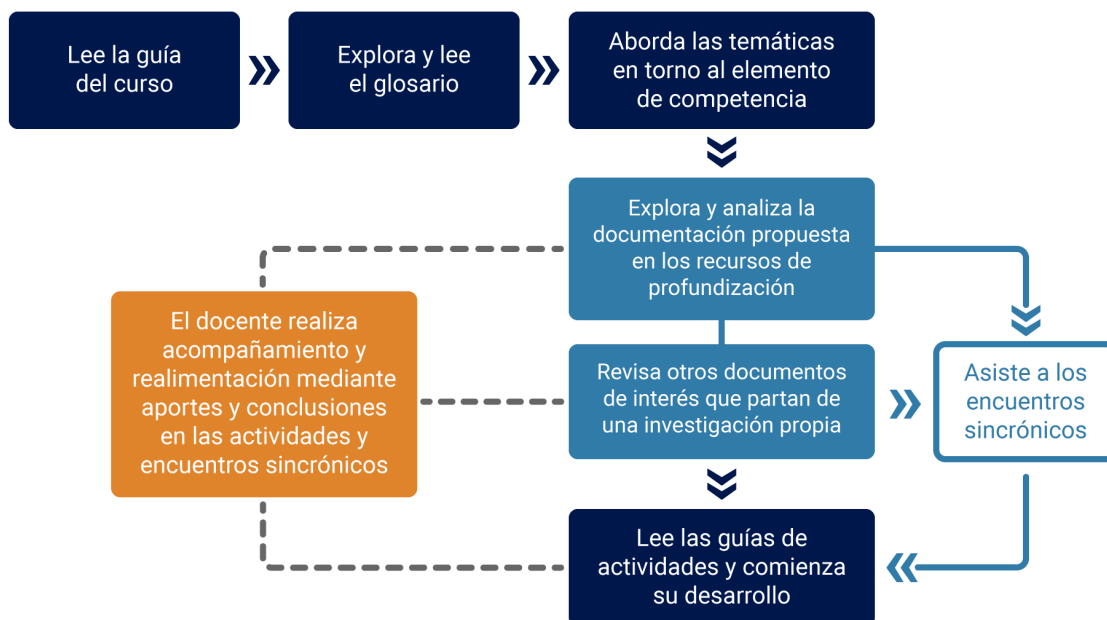 Lee la guía
del curso
Explora y lee
el glosario
Aborda las temáticas
en torno al elemento
de competencia
Explora y analiza la
documentación propuesta
en los recursos de
profundización
El docente realiza
acompañamiento y
realimentación mediante
aportes y conclusiones
en las actividades y
encuentros sincrónicos
Revisa otros documentos
de interés que partan de
una investigación propia
Asiste a los
encuentros
sincrónicos
Lee las guías de
actividades y comienza
su desarrollo